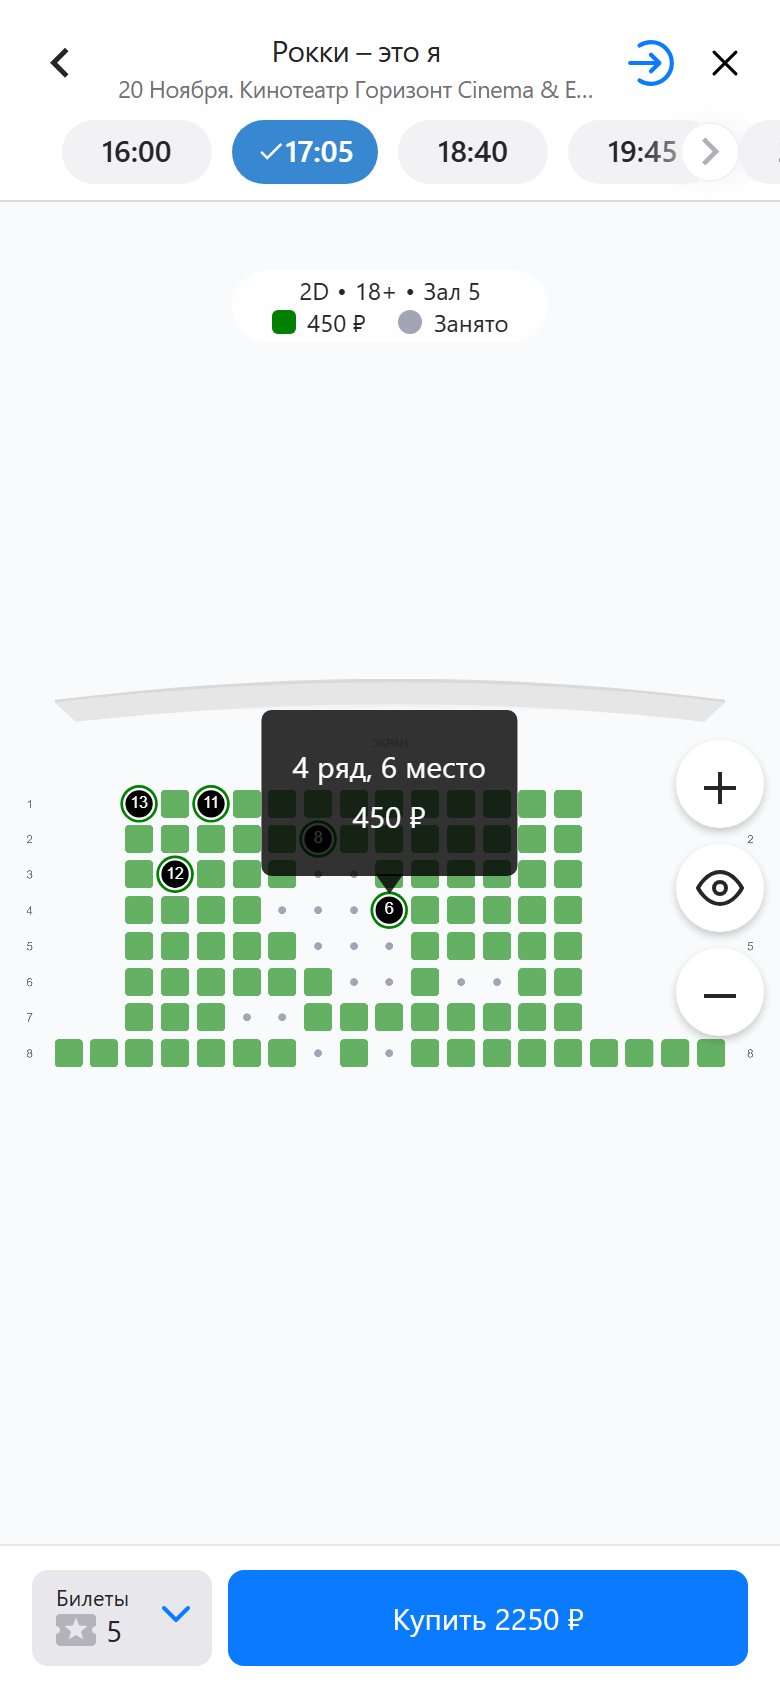 Рокки – это я
20 Ноября. Кинотеатр Горизонт Cinema & E...
16:00 17:05 18:40 19:45
2D • 18+ • Зал 5
450 ₽ Занято
ЭКРАН
4 ряд, 6 место
450 ₽
1 13 11
2 8 2
3 12
4 6
5 5
6
7
8 8
Билеты
5
Купить 2250 ₽